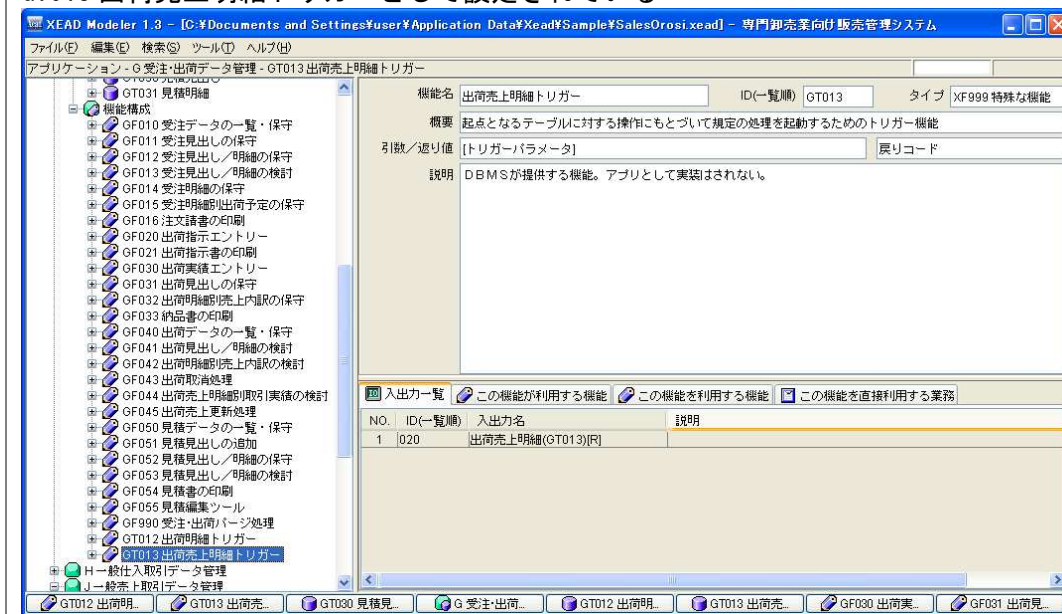 XEAD Modeler 1.3 - [C:¥Documents and Settings¥user¥Application Data¥Xead¥Sample¥SalesOrosi.xead] - 専門卸売業向け販売管理システム
ファイル(F) 編集(E) 検索(S) ツール(T) ヘルプ(H)
アプリケーション - G 受注・出荷データ管理 - GT013 出荷売上明細トリガー
GT031 見積明細
機能構成
GF010 受注データの一覧・保守
GF011 受注見出しの保守
GF012 受注見出し/明細の保守
GF013 受注見出し/明細の検討
GF014 受注明細の保守
GF015 受注明細別出荷予定の保守
GF016 注文請書の印刷
GF020 出荷指示エントリー
GF021 出荷指示書の印刷
GF030 出荷実績エントリー
GF031 出荷見出しの保守
GF032 出荷明細別売上内訳の保守
GF033 納品書の印刷
GF040 出荷データの一覧・保守
GF041 出荷見出し/明細の検討
GF042 出荷明細別売上内訳の検討
GF043 出荷取消処理
GF044 出荷売上明細別取引実績の検討
GF045 出荷売上更新処理
GF050 見積データの一覧・保守
GF051 見積見出しの追加
GF052 見積見出し/明細の保守
GF053 見積見出し/明細の検討
GF054 見積書の印刷
GF055 見積編集ツール
GF990 受注・出荷パージ処理
GT012 出荷明細トリガー
GT013 出荷売上明細トリガー
H 一般仕入取引データ管理
J 一般売上取引データ管理
機能名 出荷売上明細トリガー ID(一覧順) GT013 タイプ XF999 特殊な機能
概要 起点となるテーブルに対する操作にもとづいて規定の処理を起動するためのトリガー機能
引数/返り値 [トリガーパラメータ] 戻りコード
説明 DBMSが提供する機能。アプリとして実装はされない。
入出力一覧 この機能が利用する機能 この機能を利用する機能 この機能を直接利用する業務
NO. ID(一覧順) 入出力名 説明
1 020 出荷売上明細(GT013)[R]
GT012 出荷明.. GT013 出荷売.. GT030 見積見.. G 受注・出荷.. GT012 出荷明.. GT013 出荷売.. GF030 出荷実.. GF031 出荷見..